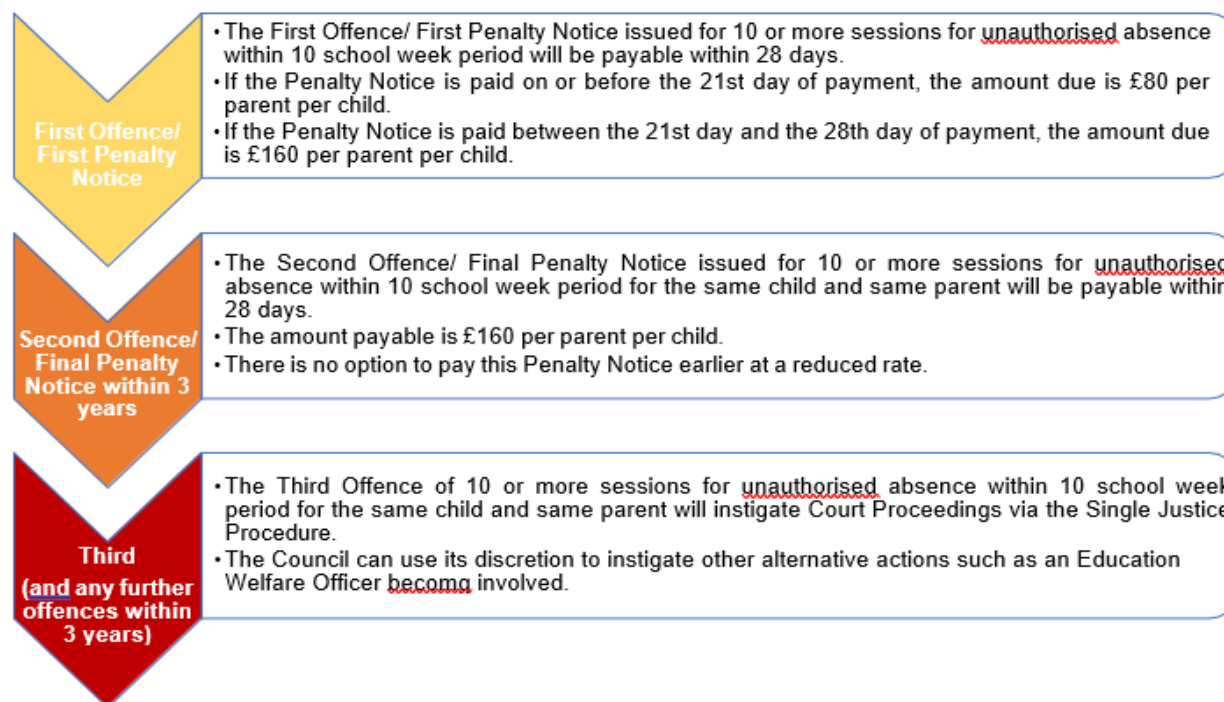 First Offence/
First Penalty
Notice
• The First Offence/ First Penalty Notice issued for 10 or more sessions for unauthorised absence
within 10 school week period will be payable within 28 days.
• If the Penalty Notice is paid on or before the 21st day of payment, the amount due is £80 per
parent per child.
• If the Penalty Notice is paid between the 21st day and the 28th day of payment, the amount due
is £160 per parent per child.
Second Offence/
Final Penalty
Notice within 3
years
• The Second Offence/ Final Penalty Notice issued for 10 or more sessions for unauthorised
absence within 10 school week period for the same child and same parent will be payable within
28 days.
• The amount payable is £160 per parent per child.
• There is no option to pay this Penalty Notice earlier at a reduced rate.
Third
(and any further
offences within
3 years)
• The Third Offence of 10 or more sessions for unauthorised absence within 10 school week
period for the same child and same parent will instigate Court Proceedings via the Single Justice
Procedure.
• The Council can use its discretion to instigate other alternative actions such as an Education
Welfare Officer becomg involved.